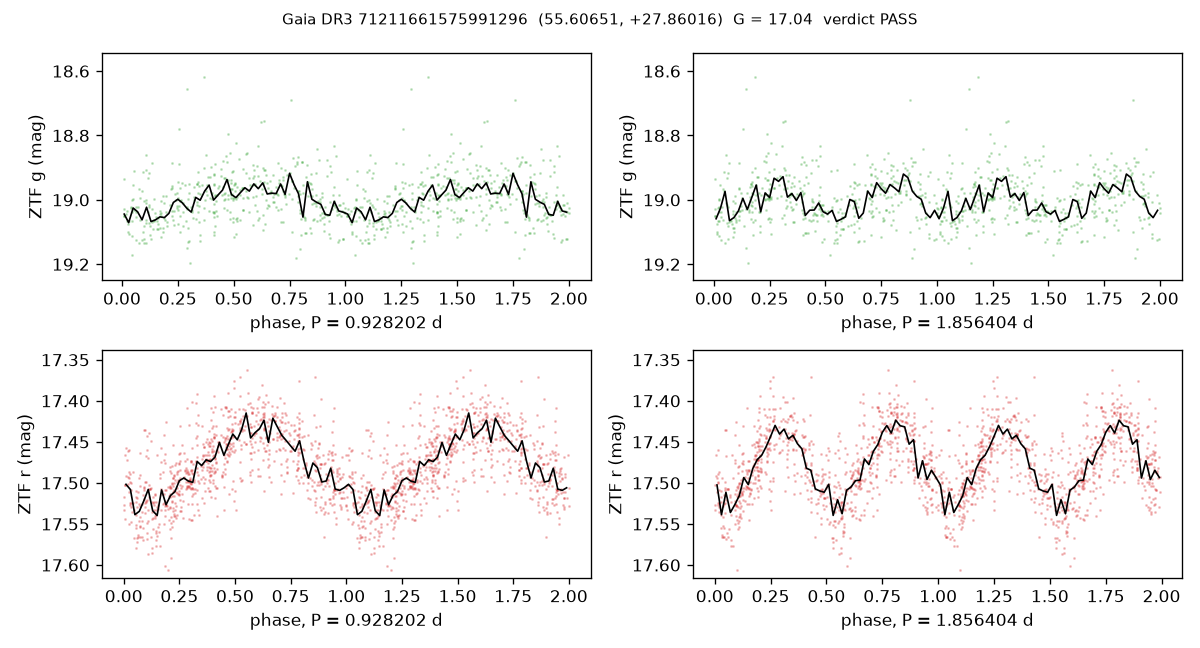 Gaia DR3 71211661575991296  (55.60651, +27.86016)  G = 17.04  verdict PASS
ZTF g (mag)
18.6
18.8
19.0
19.2
0.00 0.25 0.50 0.75 1.00 1.25 1.50 1.75 2.00
phase, P = 0.928202 d
ZTF g (mag)
18.6
18.8
19.0
19.2
0.00 0.25 0.50 0.75 1.00 1.25 1.50 1.75 2.00
phase, P = 1.856404 d
ZTF r (mag)
17.35
17.40
17.45
17.50
17.55
17.60
0.00 0.25 0.50 0.75 1.00 1.25 1.50 1.75 2.00
phase, P = 0.928202 d
ZTF r (mag)
17.35
17.40
17.45
17.50
17.55
17.60
0.00 0.25 0.50 0.75 1.00 1.25 1.50 1.75 2.00
phase, P = 1.856404 d